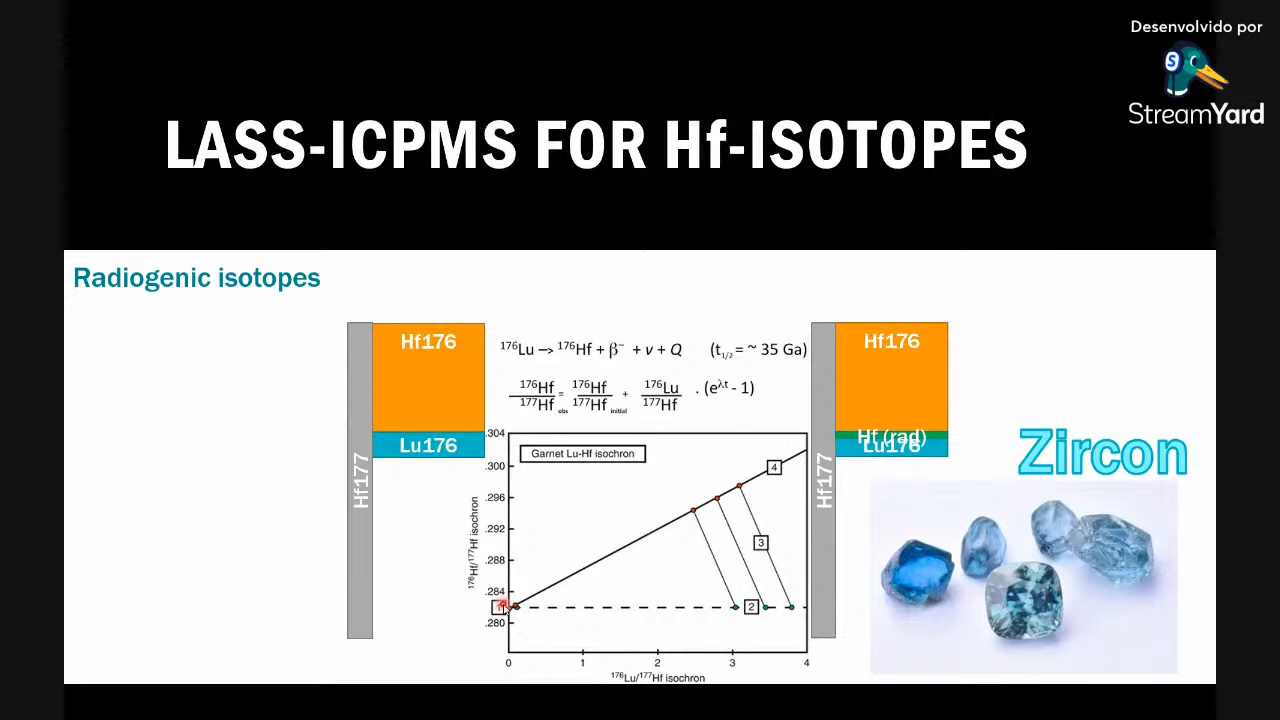 Desenvolvido por
StreamYard
LASS-ICPMS FOR Hf-ISOTOPES
Radiogenic isotopes
Hf176
Lu176
Hf177
¹⁷⁶Lu –> ¹⁷⁶Hf + β⁻ + ν + Q (t₁/₂ = ~ 35 Ga)
¹⁷⁶Hf/¹⁷⁷Hf obs = ¹⁷⁶Hf/¹⁷⁷Hf initial + ¹⁷⁶Lu/¹⁷⁷Hf . (e^λt - 1)
Hf176
Hf (rad)
Lu176
Hf177
Zircon
Garnet Lu-Hf isochron
.304
.300
.296
.292
.288
.284
.280
¹⁷⁶Hf/¹⁷⁷Hf isochron
4
3
2
0 1 2 3 4
¹⁷⁶Lu/¹⁷⁷Hf isochron